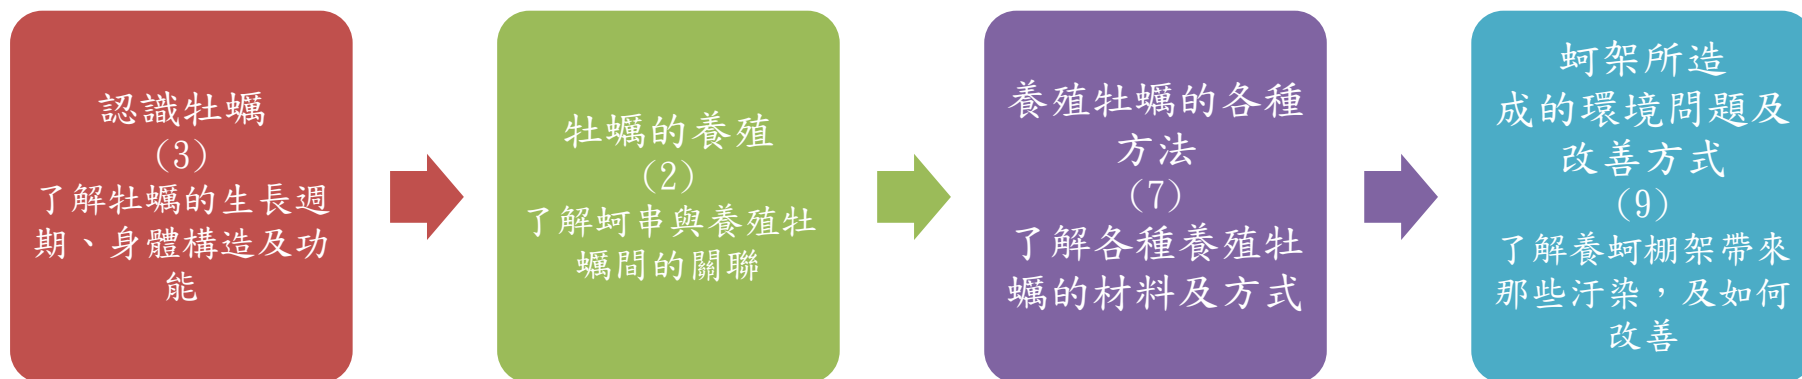 認識牡蠣
(3)
了解牡蠣的生長週
期、身體構造及功
能
牡蠣的養殖
(2)
了解蚵串與養殖牡
蠣間的關聯
養殖牡蠣的各種
方法
(7)
了解各種養殖牡
蠣的材料及方式
蚵架所造
成的環境問題及
改善方式
(9)
了解養蚵棚架帶來
那些汙染，及如何
改善